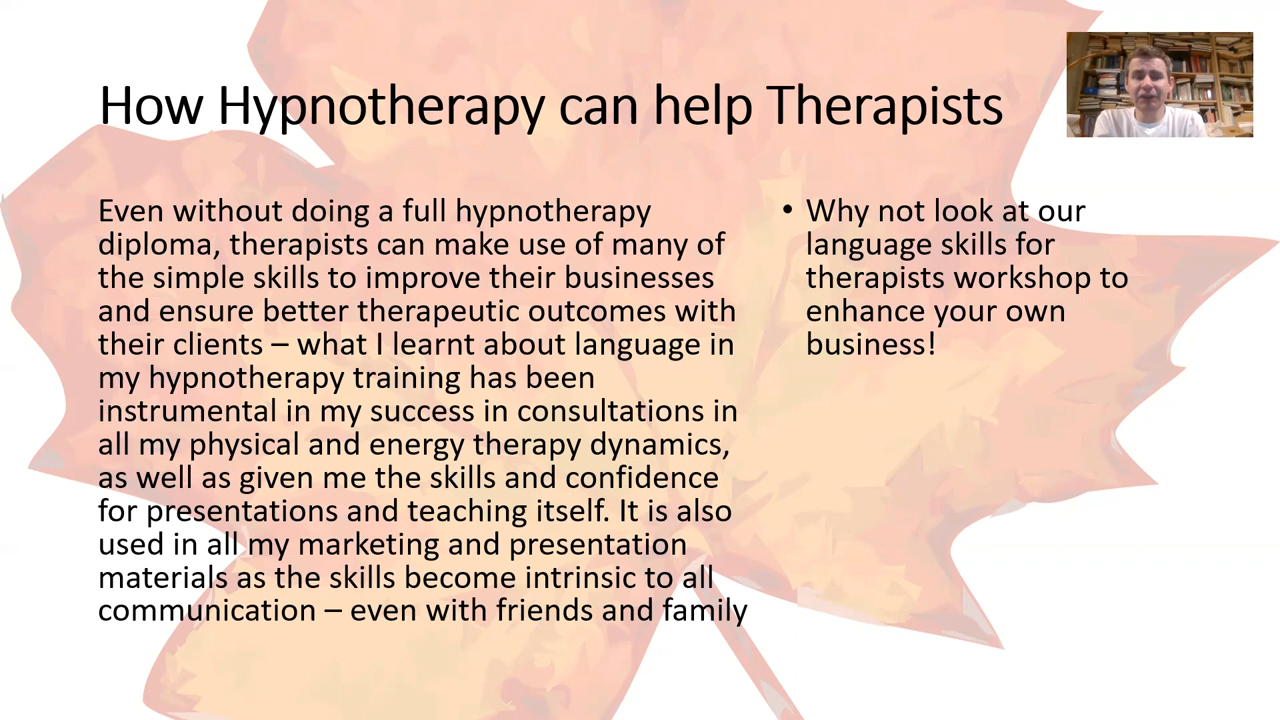 How Hypnotherapy can help Therapists
Even without doing a full hypnotherapy
diploma, therapists can make use of many of
the simple skills to improve their businesses
and ensure better therapeutic outcomes with
their clients – what I learnt about language in
my hypnotherapy training has been
instrumental in my success in consultations in
all my physical and energy therapy dynamics,
as well as given me the skills and confidence
for presentations and teaching itself. It is also
used in all my marketing and presentation
materials as the skills become intrinsic to all
communication – even with friends and family
• Why not look at our
language skills for
therapists workshop to
enhance your own
business!